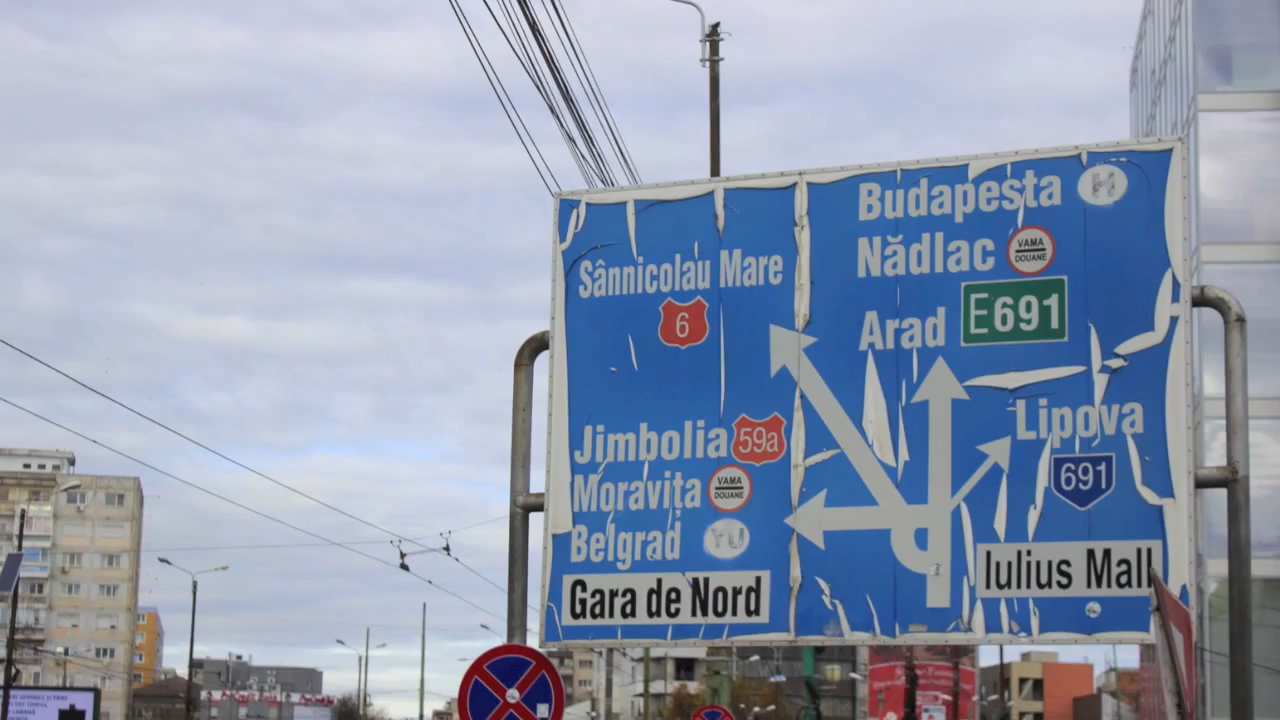 Sânnicolau Mare
6
Jimbolia 59a
Moravița VAMA DOUANE
Belgrad YU
Gara de Nord
Budapesta H
Nădlac VAMA DOUANE
Arad E691
Lipova
691
Iulius Mall